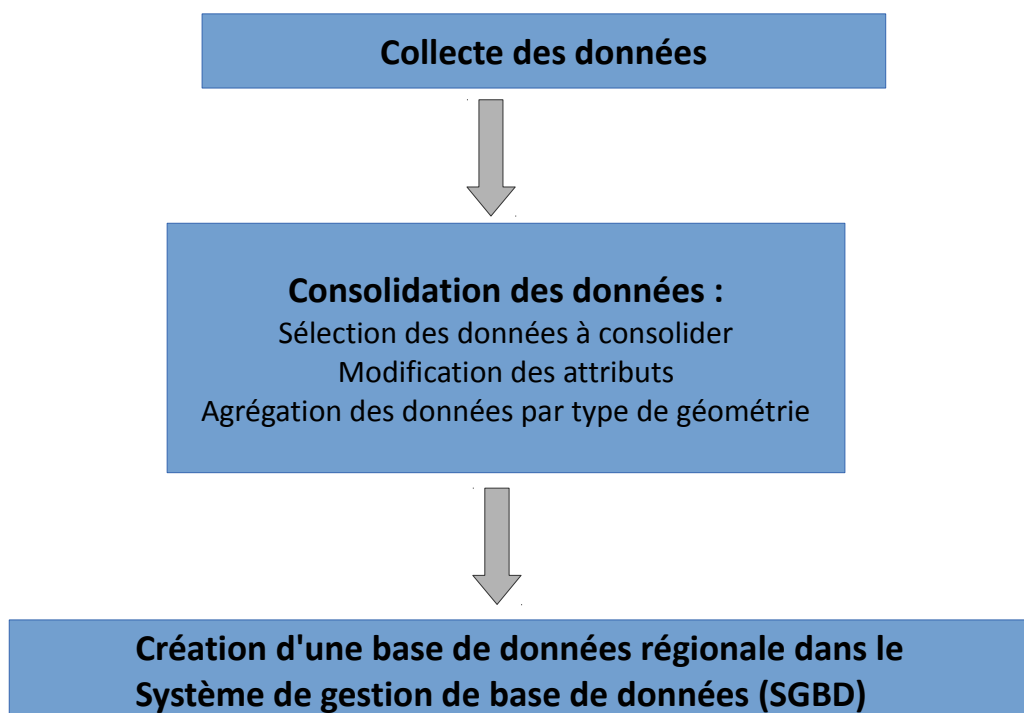 Collecte des données
Consolidation des données :
Sélection des données à consolider
Modification des attributs
Agrégation des données par type de géométrie
Création d'une base de données régionale dans le
Système de gestion de base de données (SGBD)